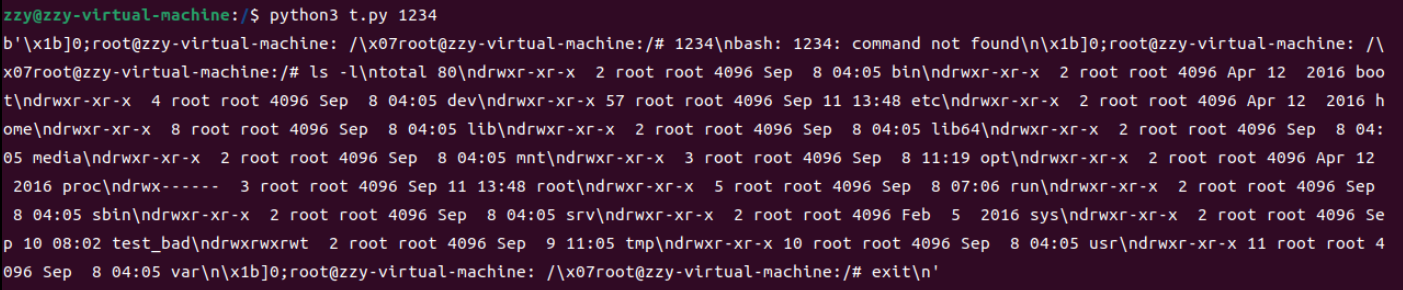 zzy@zzy-virtual-machine:/$ python3 t.py 1234
b'\x1b]0;root@zzy-virtual-machine: /\x07root@zzy-virtual-machine:/# 1234\nbash: 1234: command not found\n\x1b]0;root@zzy-virtual-machine: /\
x07root@zzy-virtual-machine:/# ls -l\ntotal 80\ndrwxr-xr-x  2 root root 4096 Sep  8 04:05 bin\ndrwxr-xr-x  2 root root 4096 Apr 12  2016 boo
t\ndrwxr-xr-x  4 root root 4096 Sep  8 04:05 dev\ndrwxr-xr-x 57 root root 4096 Sep 11 13:48 etc\ndrwxr-xr-x  2 root root 4096 Apr 12  2016 h
ome\ndrwxr-xr-x  8 root root 4096 Sep  8 04:05 lib\ndrwxr-xr-x  2 root root 4096 Sep  8 04:05 lib64\ndrwxr-xr-x  2 root root 4096 Sep  8 04:
05 media\ndrwxr-xr-x  2 root root 4096 Sep  8 04:05 mnt\ndrwxr-xr-x  3 root root 4096 Sep  8 11:19 opt\ndrwxr-xr-x  2 root root 4096 Apr 12 
 2016 proc\ndrwx------  3 root root 4096 Sep 11 13:48 root\ndrwxr-xr-x  5 root root 4096 Sep  8 07:06 run\ndrwxr-xr-x  2 root root 4096 Sep 
 8 04:05 sbin\ndrwxr-xr-x  2 root root 4096 Sep  8 04:05 srv\ndrwxr-xr-x  2 root root 4096 Feb  5  2016 sys\ndrwxr-xr-x  2 root root 4096 Se
p 10 08:02 test_bad\ndrwxrwxrwt  2 root root 4096 Sep  9 11:05 tmp\ndrwxr-xr-x 10 root root 4096 Sep  8 04:05 usr\ndrwxr-xr-x 11 root root 4
096 Sep  8 04:05 var\n\x1b]0;root@zzy-virtual-machine: /\x07root@zzy-virtual-machine:/# exit\n'